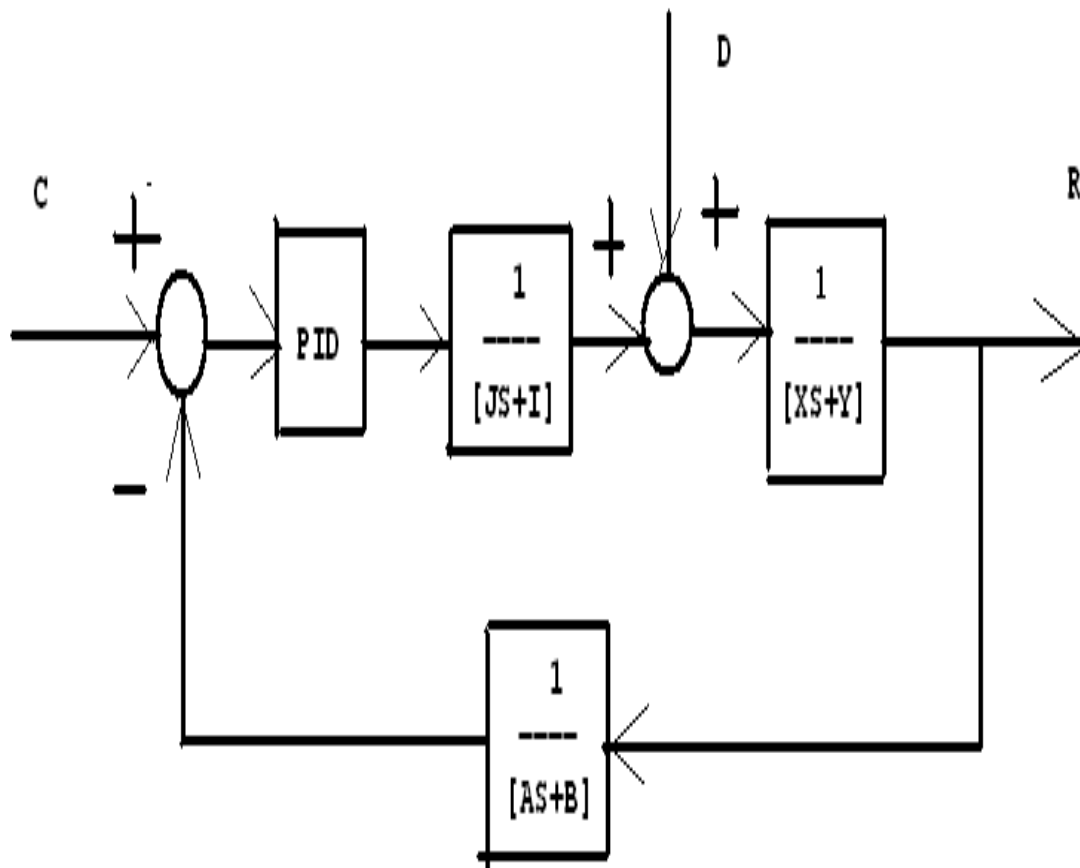 D
C
R
+
+
+
PID
1
----
[JS+I]
1
----
[XS+Y]
-
1
----
[AS+B]